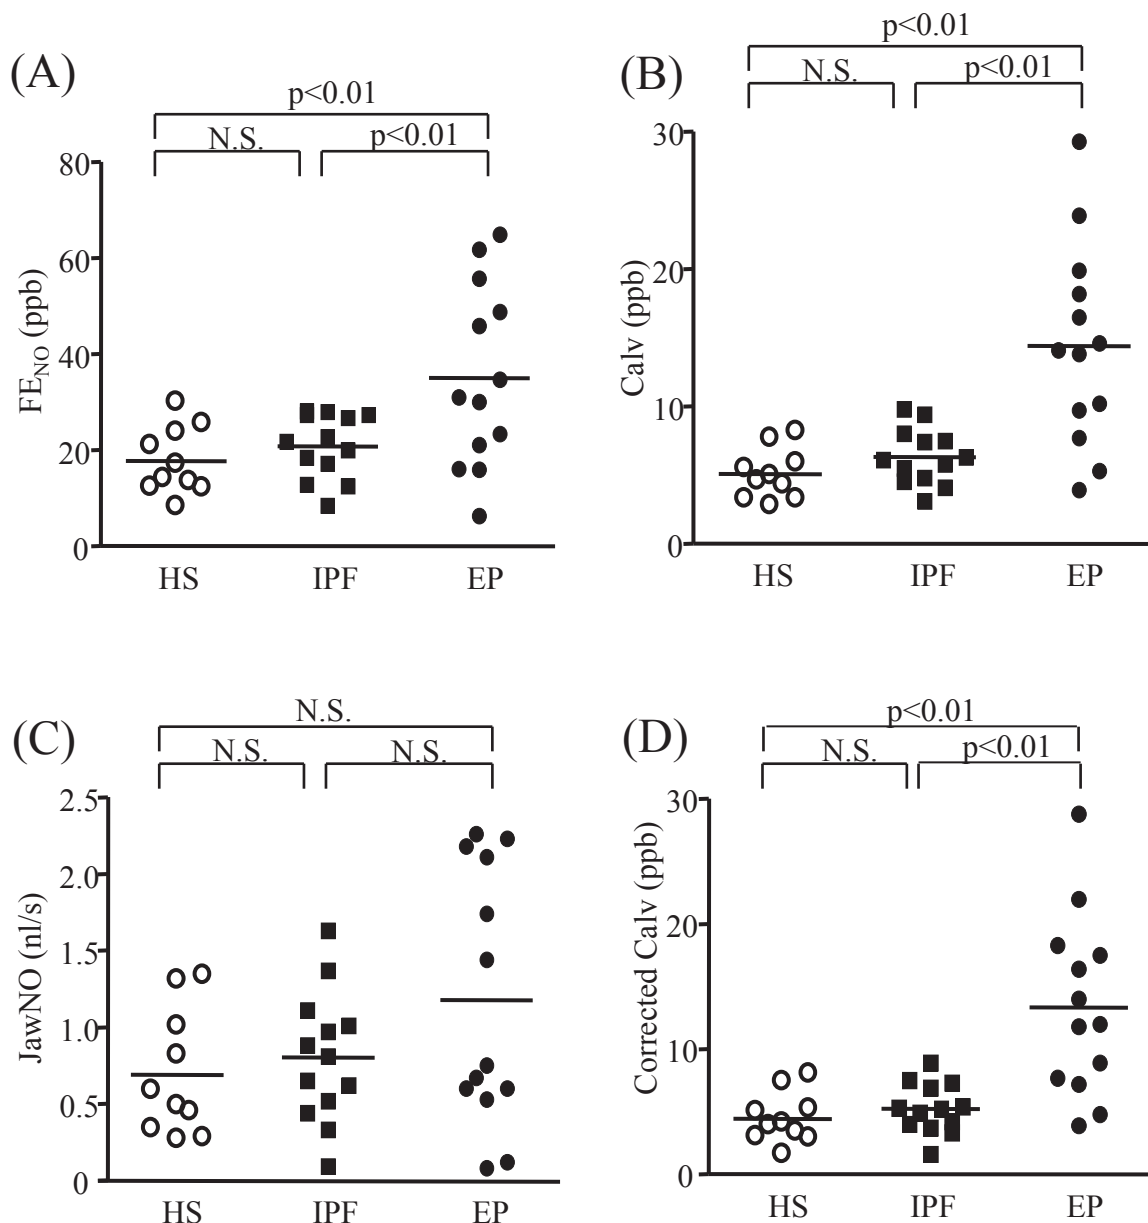 (A)
p<0.01
N.S.
p<0.01
80
60
40
20
0
FE_NO (ppb)
HS IPF EP
(B)
p<0.01
N.S.
p<0.01
30
20
10
0
Calv (ppb)
HS IPF EP
(C)
N.S.
N.S.
N.S.
2.5
2.0
1.5
1.0
0.5
0
JawNO (nl/s)
HS IPF EP
(D)
p<0.01
N.S.
p<0.01
30
20
10
0
Corrected Calv (ppb)
HS IPF EP